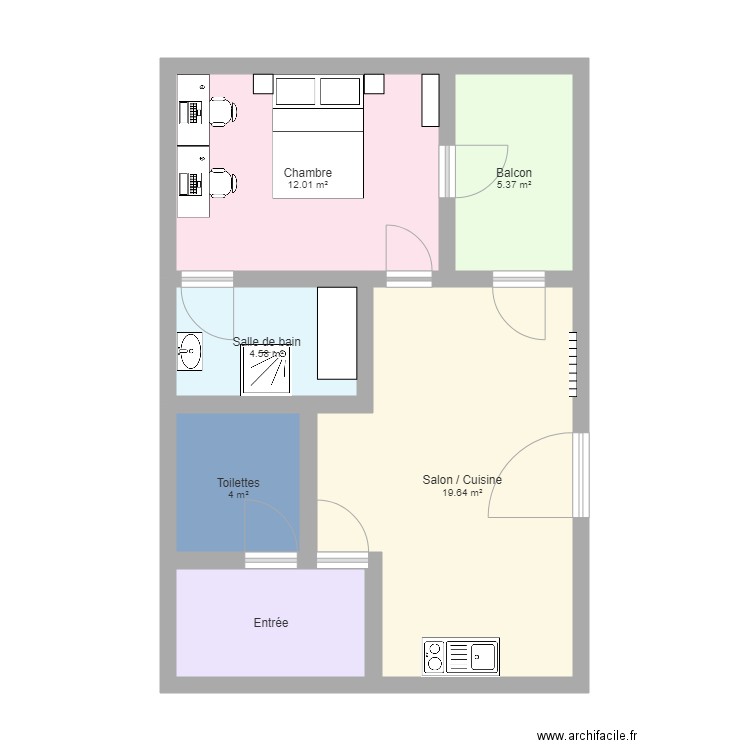 Chambre
12.01 m²
Balcon
5.37 m²
Salle de bain
4.58 m²
Toilettes
4 m²
Salon / Cuisine
19.64 m²
Entrée
www.archifacile.fr